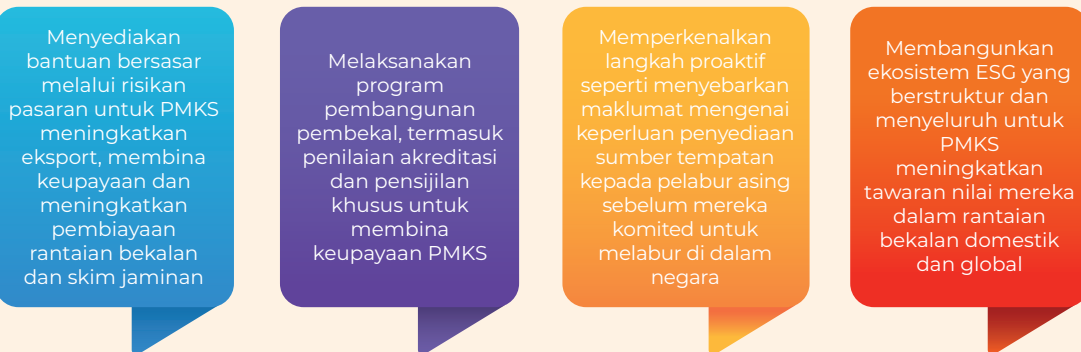 Menyediakan
bantuan bersasar
melalui risikan
pasaran untuk PMKS
meningkatkan
eksport, membina
keupayaan dan
meningkatkan
pembiayaan
rantaian bekalan
dan skim jaminan
Melaksanakan
program
pembangunan
pembekal, termasuk
penilaian akreditasi
dan pensijilan
khusus untuk
membina
keupayaan PMKS
Memperkenalkan
langkah proaktif
seperti menyebarkan
maklumat mengenai
keperluan penyediaan
sumber tempatan
kepada pelabur asing
sebelum mereka
komited untuk
melabur di dalam
negara
Membangunkan
ekosistem ESG yang
berstruktur dan
menyeluruh untuk
PMKS
meningkatkan
tawaran nilai mereka
dalam rantaian
bekalan domestik
dan global